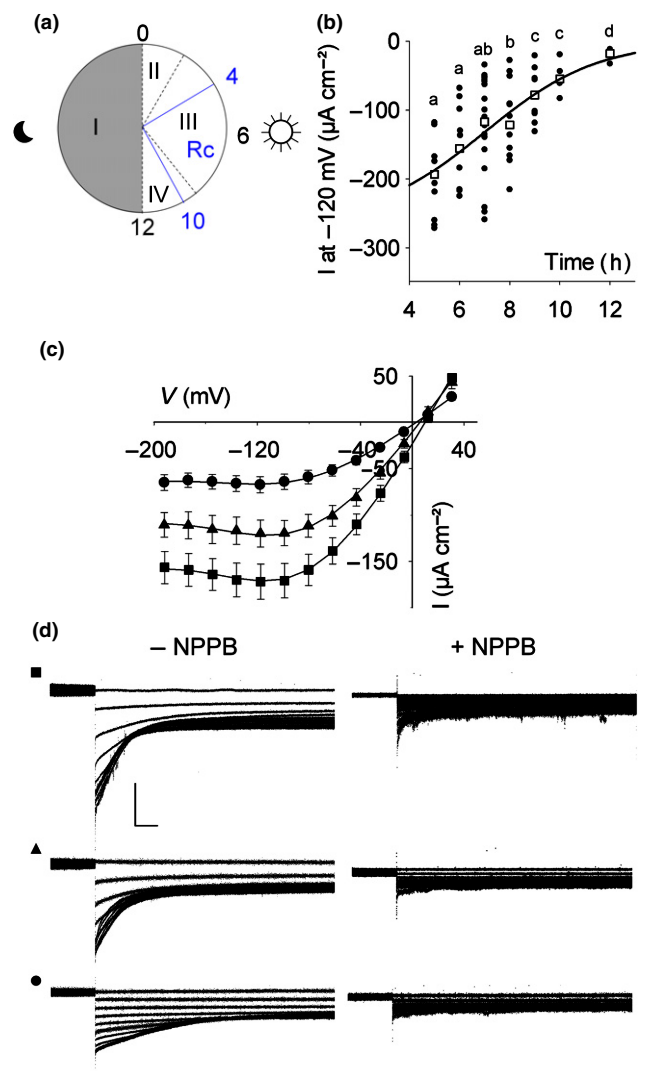 (a)
0
II
4
I
III
6
Rc
IV
12
10
(b)
I at –120 mV (μA cm⁻²)
0
–100
–200
–300
a
a
ab
b
c
c
d
Time (h)
4 6 8 10 12
(c)
V (mV)
50
–200 –120 –40 40
–50
–150
I (μA cm⁻²)
(d)
– NPPB + NPPB